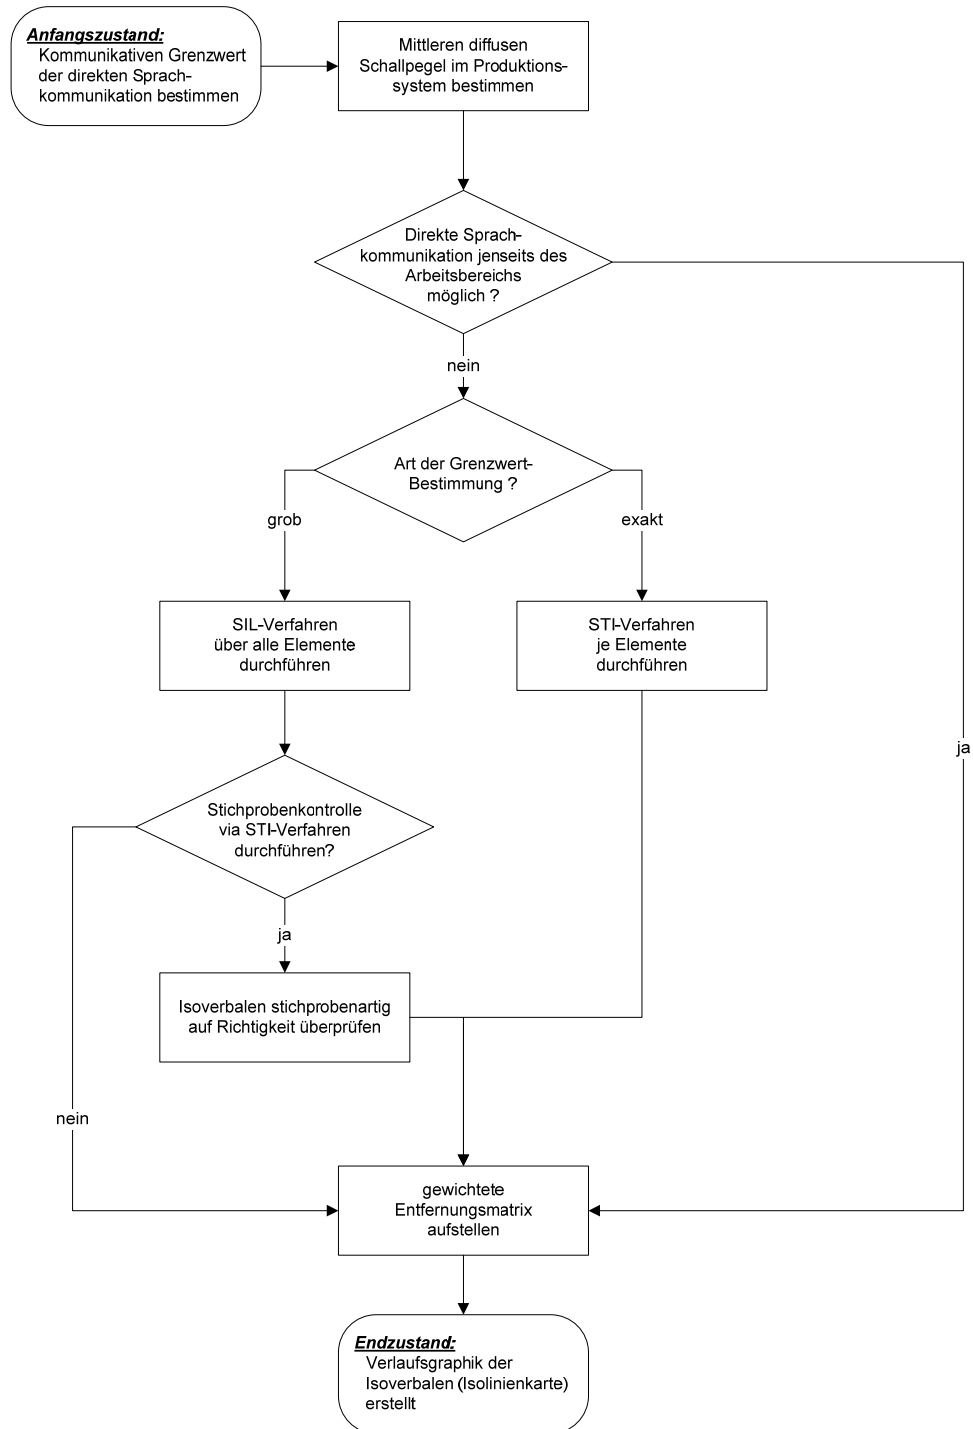 Anfangszustand:
Kommunikativen Grenzwert
der direkten Sprach-
kommunikation bestimmen
Mittleren diffusen
Schallpegel im Produktions-
system bestimmen
Direkte Sprach-
kommunikation jenseits des
Arbeitsbereichs
möglich ?
nein
Art der Grenzwert-
Bestimmung ?
grob
exakt
SIL-Verfahren
über alle Elemente
durchführen
STI-Verfahren
je Elemente
durchführen
ja
Stichprobenkontrolle
via STI-Verfahren
durchführen?
ja
Isoverbalen stichprobenartig
auf Richtigkeit überprüfen
nein
gewichtete
Entfernungsmatrix
aufstellen
Endzustand:
Verlaufsgraphik der
Isoverbalen (Isolinienkarte)
erstellt